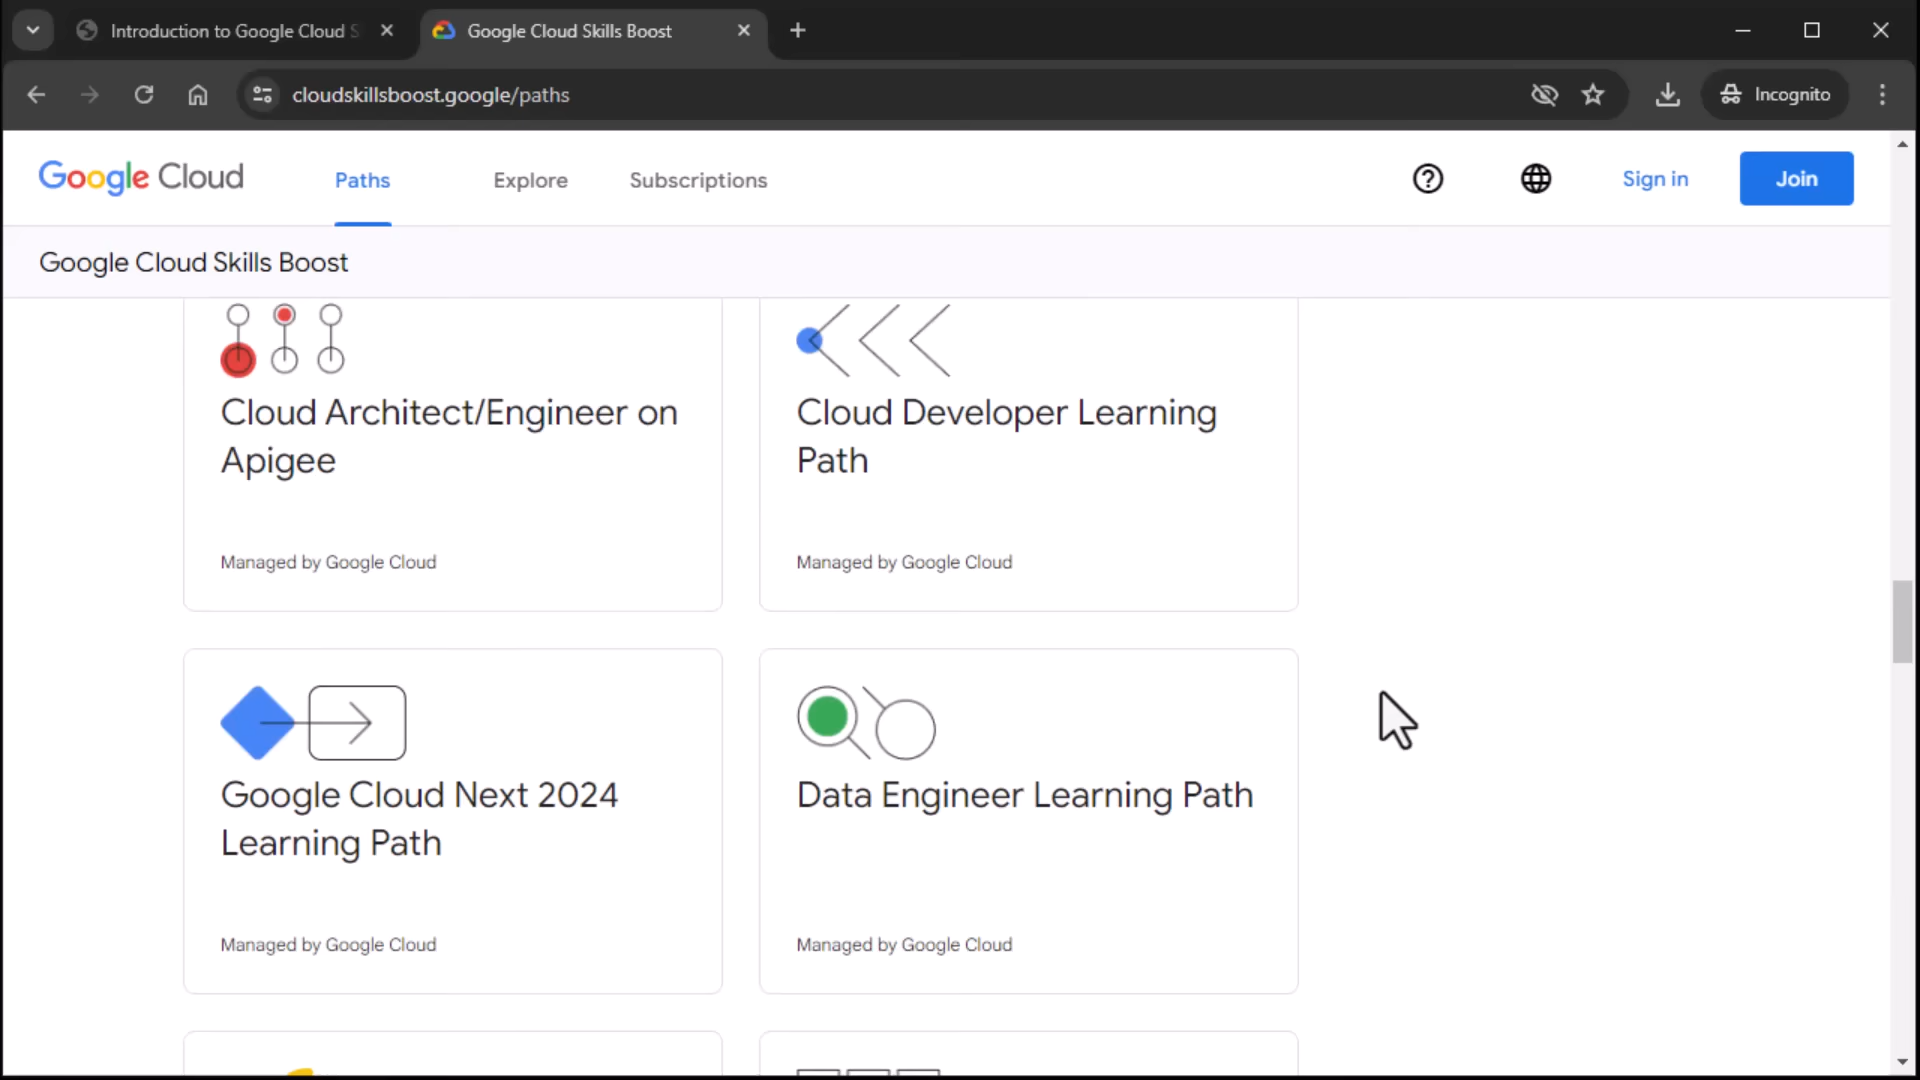 Introduction to Google Cloud S
Google Cloud Skills Boost
cloudskillsboost.google/paths
Incognito
Google Cloud
Paths
Explore
Subscriptions
Sign in
Join
Google Cloud Skills Boost
Cloud Architect/Engineer on
Apigee
Managed by Google Cloud
Cloud Developer Learning
Path
Managed by Google Cloud
Google Cloud Next 2024
Learning Path
Managed by Google Cloud
Data Engineer Learning Path
Managed by Google Cloud